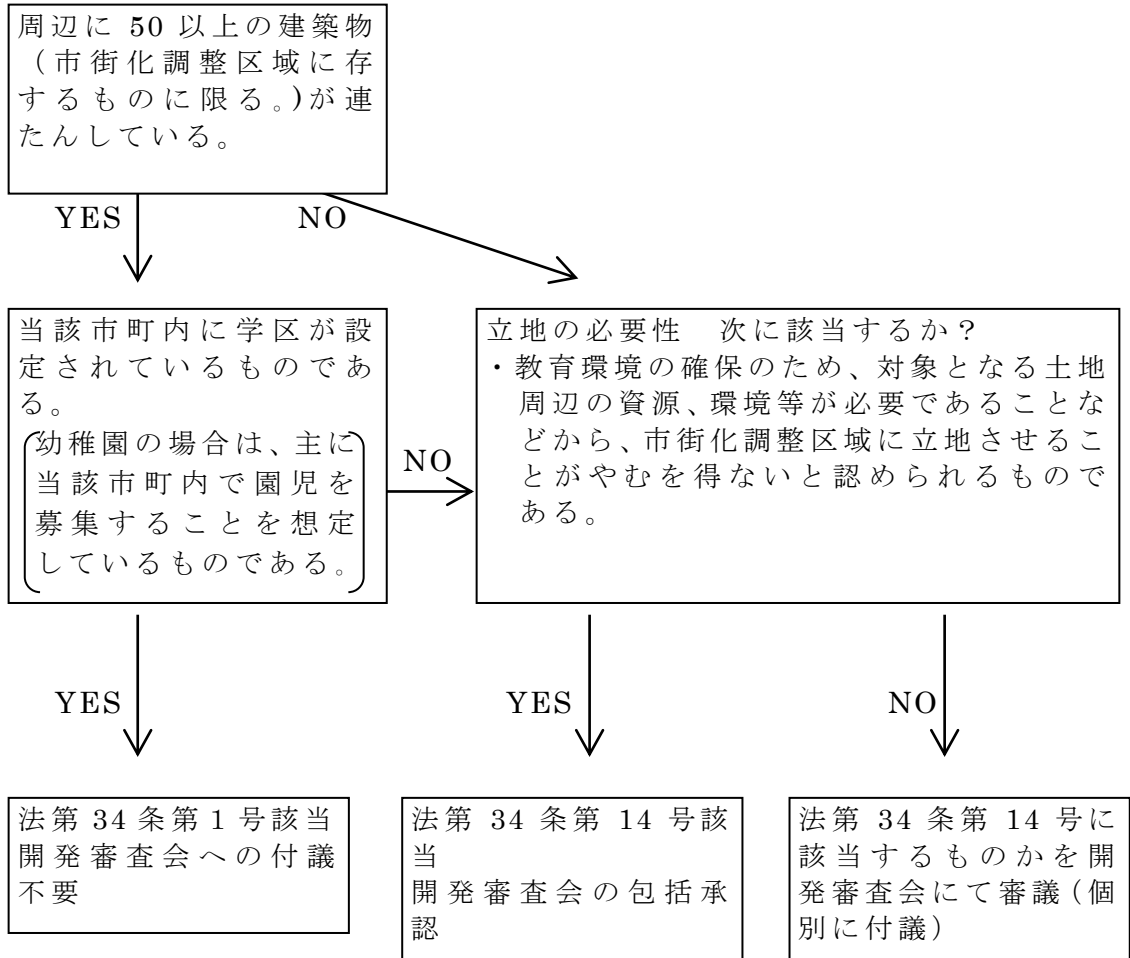 周辺に 50 以上の建築物
(市街化調整区域に存
するものに限る。)が連
たんしている。
YES
NO
当該市町内に学区が設
定されているものであ
る。
幼稚園の場合は、主に
当該市町内で園児を
募集することを想定
しているものである。
NO
立地の必要性 次に該当するか?
・教育環境の確保のため、対象となる土地
周辺の資源、環境等が必要であることな
どから、市街化調整区域に立地させるこ
とがやむを得ないと認められるもので
ある。
YES
YES
NO
法第 34 条第 1 号該当
開発審査会への付議
不要
法第 34 条第 14 号該
当
開発審査会の包括承
認
法第 34 条第 14 号に
該当するものかを開
発審査会にて審議(個
別に付議)